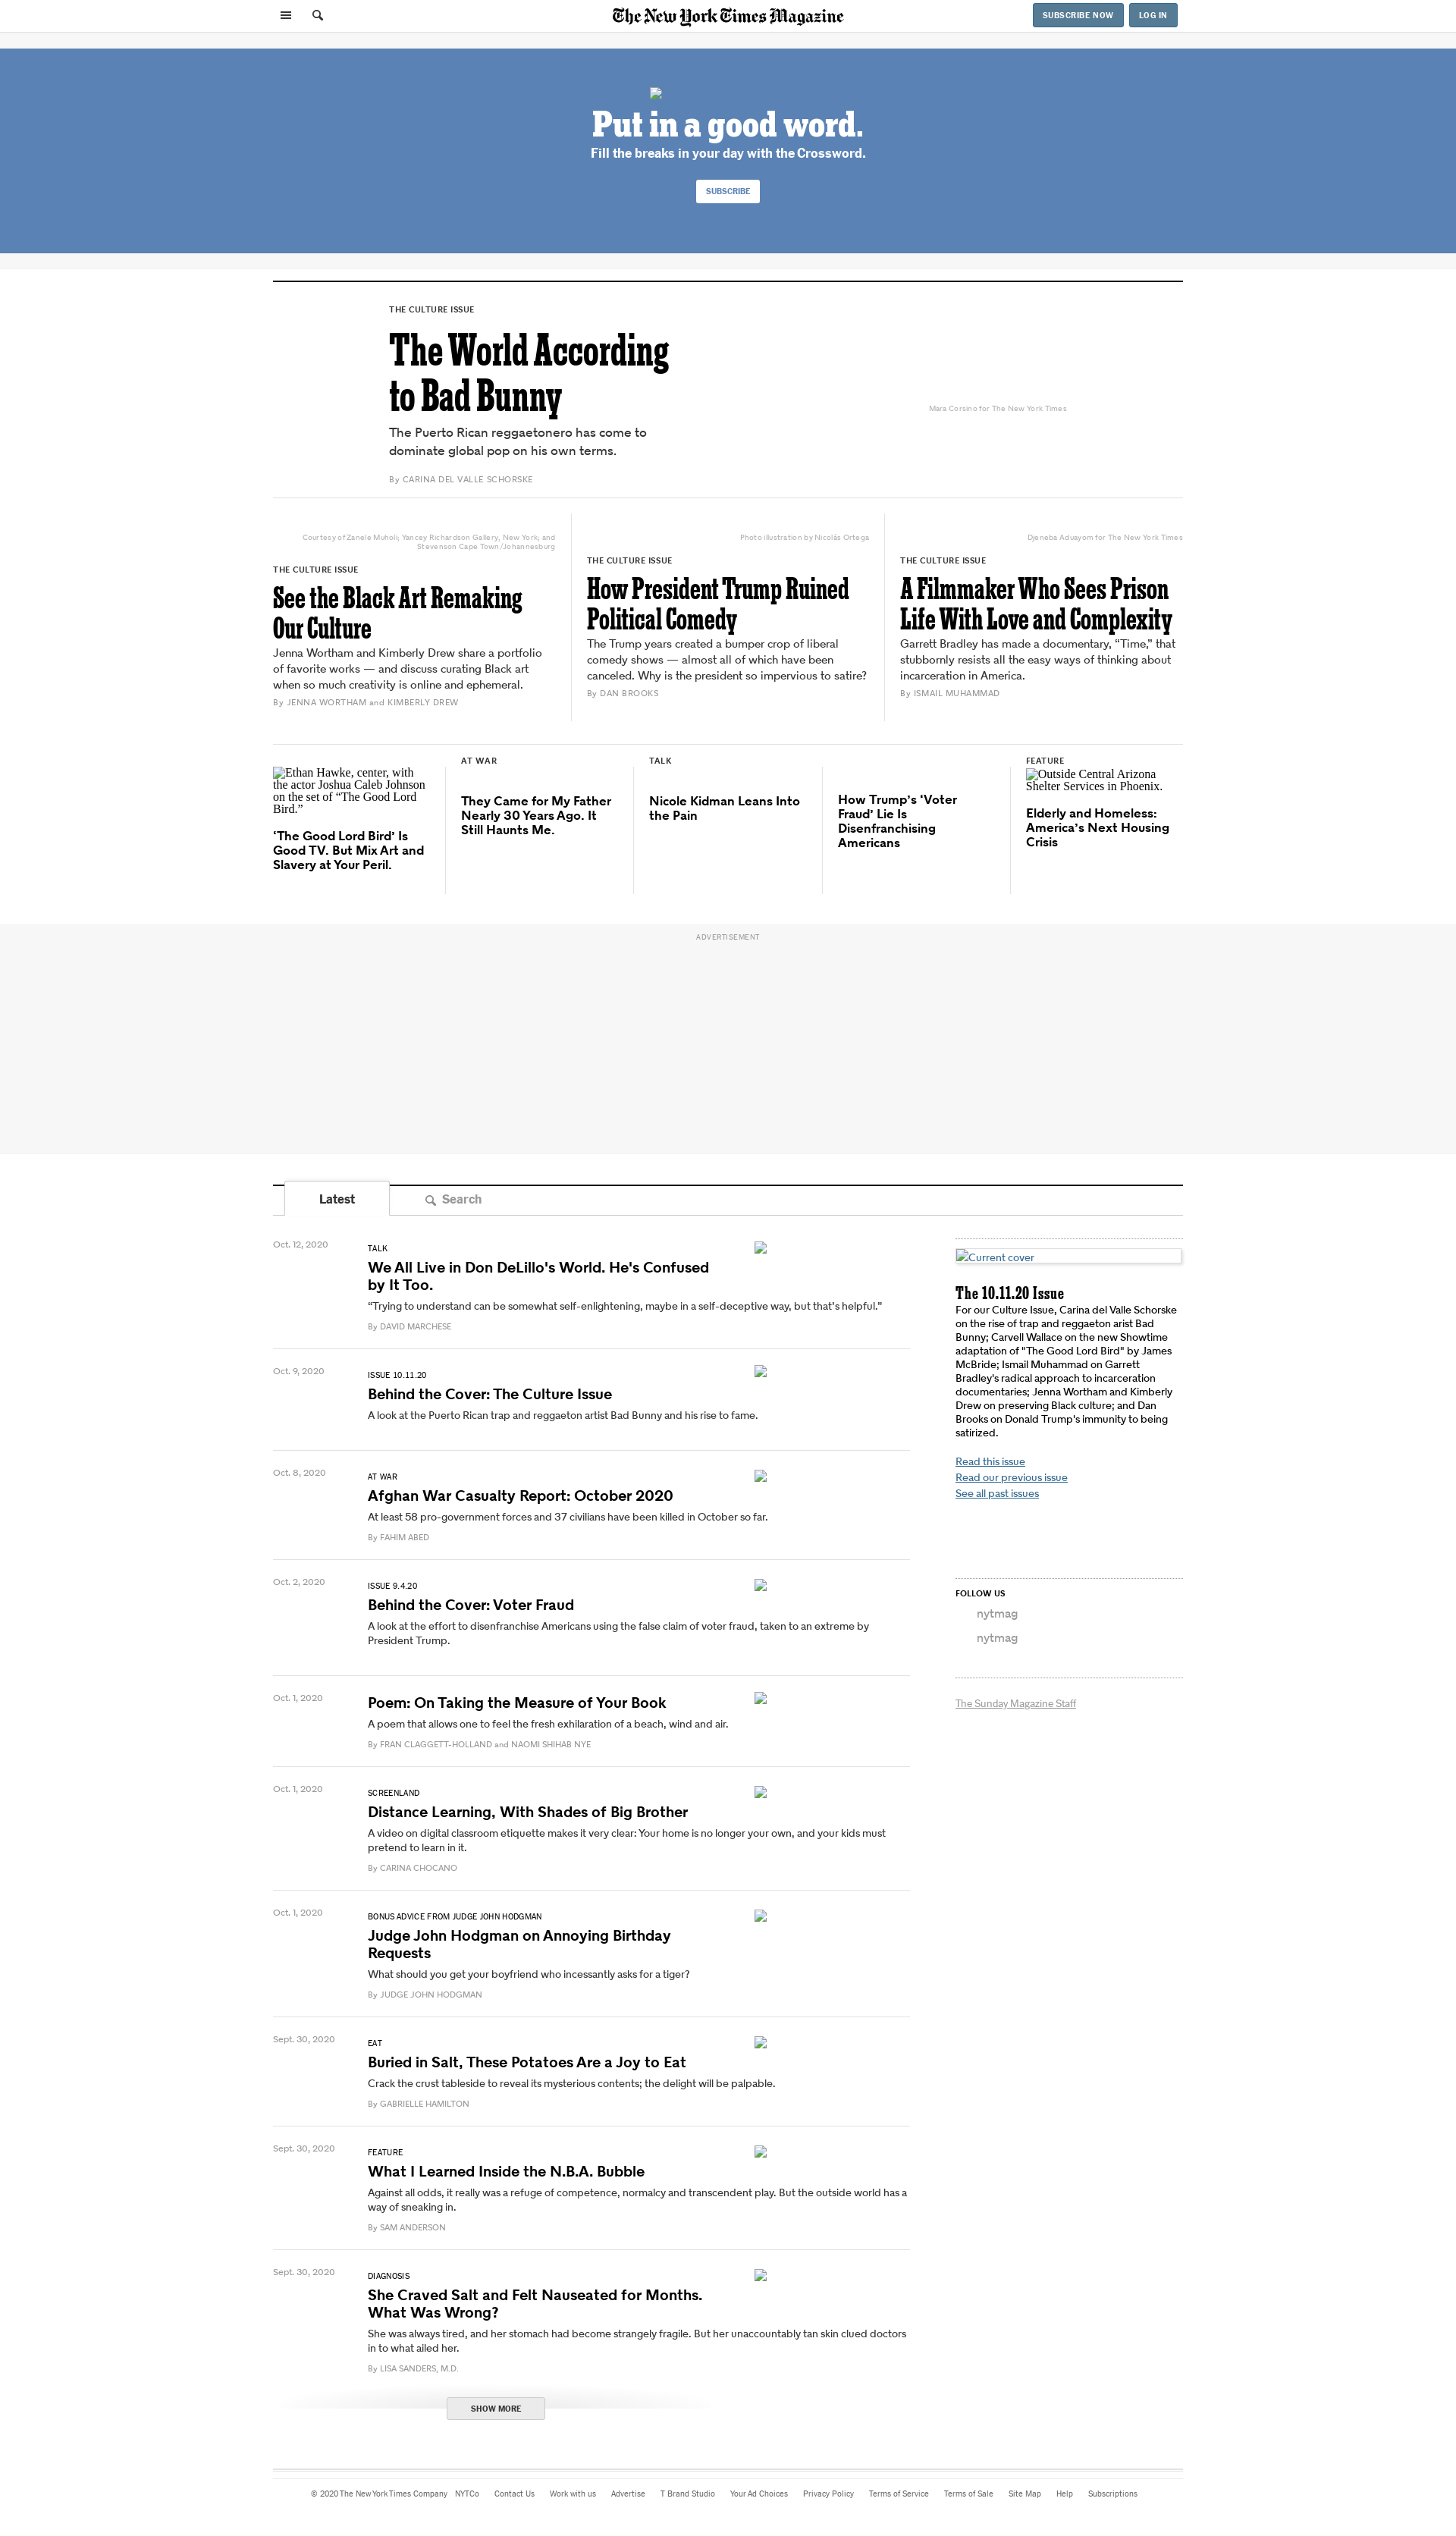 The New York Times Magazine
SUBSCRIBE NOW
LOG IN
Put in a good word.
Fill the breaks in your day with the Crossword.
SUBSCRIBE
THE CULTURE ISSUE
The World According
to Bad Bunny
The Puerto Rican reggaetonero has come to
dominate global pop on his own terms.
By CARINA DEL VALLE SCHORSKE
Mara Corsino for The New York Times
Courtesy of Zanele Muholi; Yancey Richardson Gallery, New York; and
Stevenson Cape Town/Johannesburg
THE CULTURE ISSUE
See the Black Art Remaking
Our Culture
Jenna Wortham and Kimberly Drew share a portfolio
of favorite works — and discuss curating Black art
when so much creativity is online and ephemeral.
By JENNA WORTHAM and KIMBERLY DREW
Photo illustration by Nicolás Ortega
THE CULTURE ISSUE
How President Trump Ruined
Political Comedy
The Trump years created a bumper crop of liberal
comedy shows — almost all of which have been
canceled. Why is the president so impervious to satire?
By DAN BROOKS
Djeneba Aduayom for The New York Times
THE CULTURE ISSUE
A Filmmaker Who Sees Prison
Life With Love and Complexity
Garrett Bradley has made a documentary, “Time,” that
stubbornly resists all the easy ways of thinking about
incarceration in America.
By ISMAIL MUHAMMAD
Ethan Hawke, center, with
the actor Joshua Caleb Johnson
on the set of “The Good Lord
Bird.”
‘The Good Lord Bird’ Is
Good TV. But Mix Art and
Slavery at Your Peril.
AT WAR
They Came for My Father
Nearly 30 Years Ago. It
Still Haunts Me.
TALK
Nicole Kidman Leans Into
the Pain
How Trump’s ‘Voter
Fraud’ Lie Is
Disenfranchising
Americans
FEATURE
Outside Central Arizona
Shelter Services in Phoenix.
Elderly and Homeless:
America’s Next Housing
Crisis
ADVERTISEMENT
Latest
Search
Oct. 12, 2020
TALK
We All Live in Don DeLillo's World. He's Confused
by It Too.
“Trying to understand can be somewhat self-enlightening, maybe in a self-deceptive way, but that's helpful.”
By DAVID MARCHESE
Oct. 9, 2020
ISSUE 10.11.20
Behind the Cover: The Culture Issue
A look at the Puerto Rican trap and reggaeton artist Bad Bunny and his rise to fame.
Oct. 8, 2020
AT WAR
Afghan War Casualty Report: October 2020
At least 58 pro-government forces and 37 civilians have been killed in October so far.
By FAHIM ABED
Oct. 2, 2020
ISSUE 9.4.20
Behind the Cover: Voter Fraud
A look at the effort to disenfranchise Americans using the false claim of voter fraud, taken to an extreme by
President Trump.
Oct. 1, 2020
Poem: On Taking the Measure of Your Book
A poem that allows one to feel the fresh exhilaration of a beach, wind and air.
By FRAN CLAGGETT-HOLLAND and NAOMI SHIHAB NYE
Oct. 1, 2020
SCREENLAND
Distance Learning, With Shades of Big Brother
A video on digital classroom etiquette makes it very clear: Your home is no longer your own, and your kids must
pretend to learn in it.
By CARINA CHOCANO
Oct. 1, 2020
BONUS ADVICE FROM JUDGE JOHN HODGMAN
Judge John Hodgman on Annoying Birthday
Requests
What should you get your boyfriend who incessantly asks for a tiger?
By JUDGE JOHN HODGMAN
Sept. 30, 2020
EAT
Buried in Salt, These Potatoes Are a Joy to Eat
Crack the crust tableside to reveal its mysterious contents; the delight will be palpable.
By GABRIELLE HAMILTON
Sept. 30, 2020
FEATURE
What I Learned Inside the N.B.A. Bubble
Against all odds, it really was a refuge of competence, normalcy and transcendent play. But the outside world has a
way of sneaking in.
By SAM ANDERSON
Sept. 30, 2020
DIAGNOSIS
She Craved Salt and Felt Nauseated for Months.
What Was Wrong?
She was always tired, and her stomach had become strangely fragile. But her unaccountably tan skin clued doctors
in to what ailed her.
By LISA SANDERS, M.D.
SHOW MORE
Current cover
The 10.11.20 Issue
For our Culture Issue, Carina del Valle Schorske
on the rise of trap and reggaeton arist Bad
Bunny; Carvell Wallace on the new Showtime
adaptation of "The Good Lord Bird" by James
McBride; Ismail Muhammad on Garrett
Bradley's radical approach to incarceration
documentaries; Jenna Wortham and Kimberly
Drew on preserving Black culture; and Dan
Brooks on Donald Trump's immunity to being
satirized.
Read this issue
Read our previous issue
See all past issues
FOLLOW US
nytmag
nytmag
The Sunday Magazine Staff
© 2020 The New York Times Company NYTCo Contact Us Work with us Advertise T Brand Studio Your Ad Choices Privacy Policy Terms of Service Terms of Sale Site Map Help Subscriptions